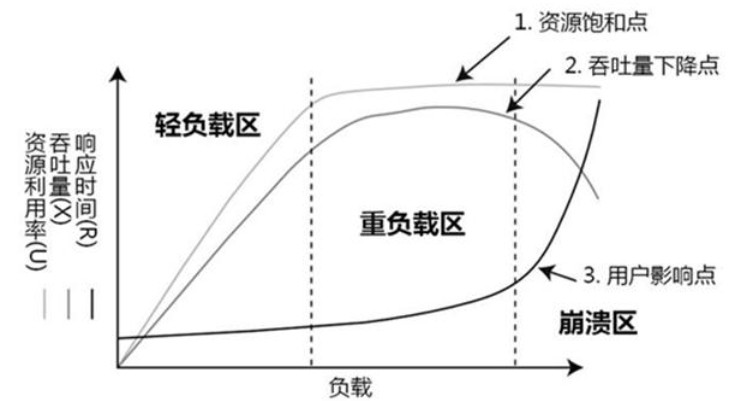 1. 资源饱和点
2. 吞吐量下降点
轻负载区
响应时间(R)
吞吐量(X)
资源利用率(U)
重负载区
3. 用户影响点
崩溃区
负载